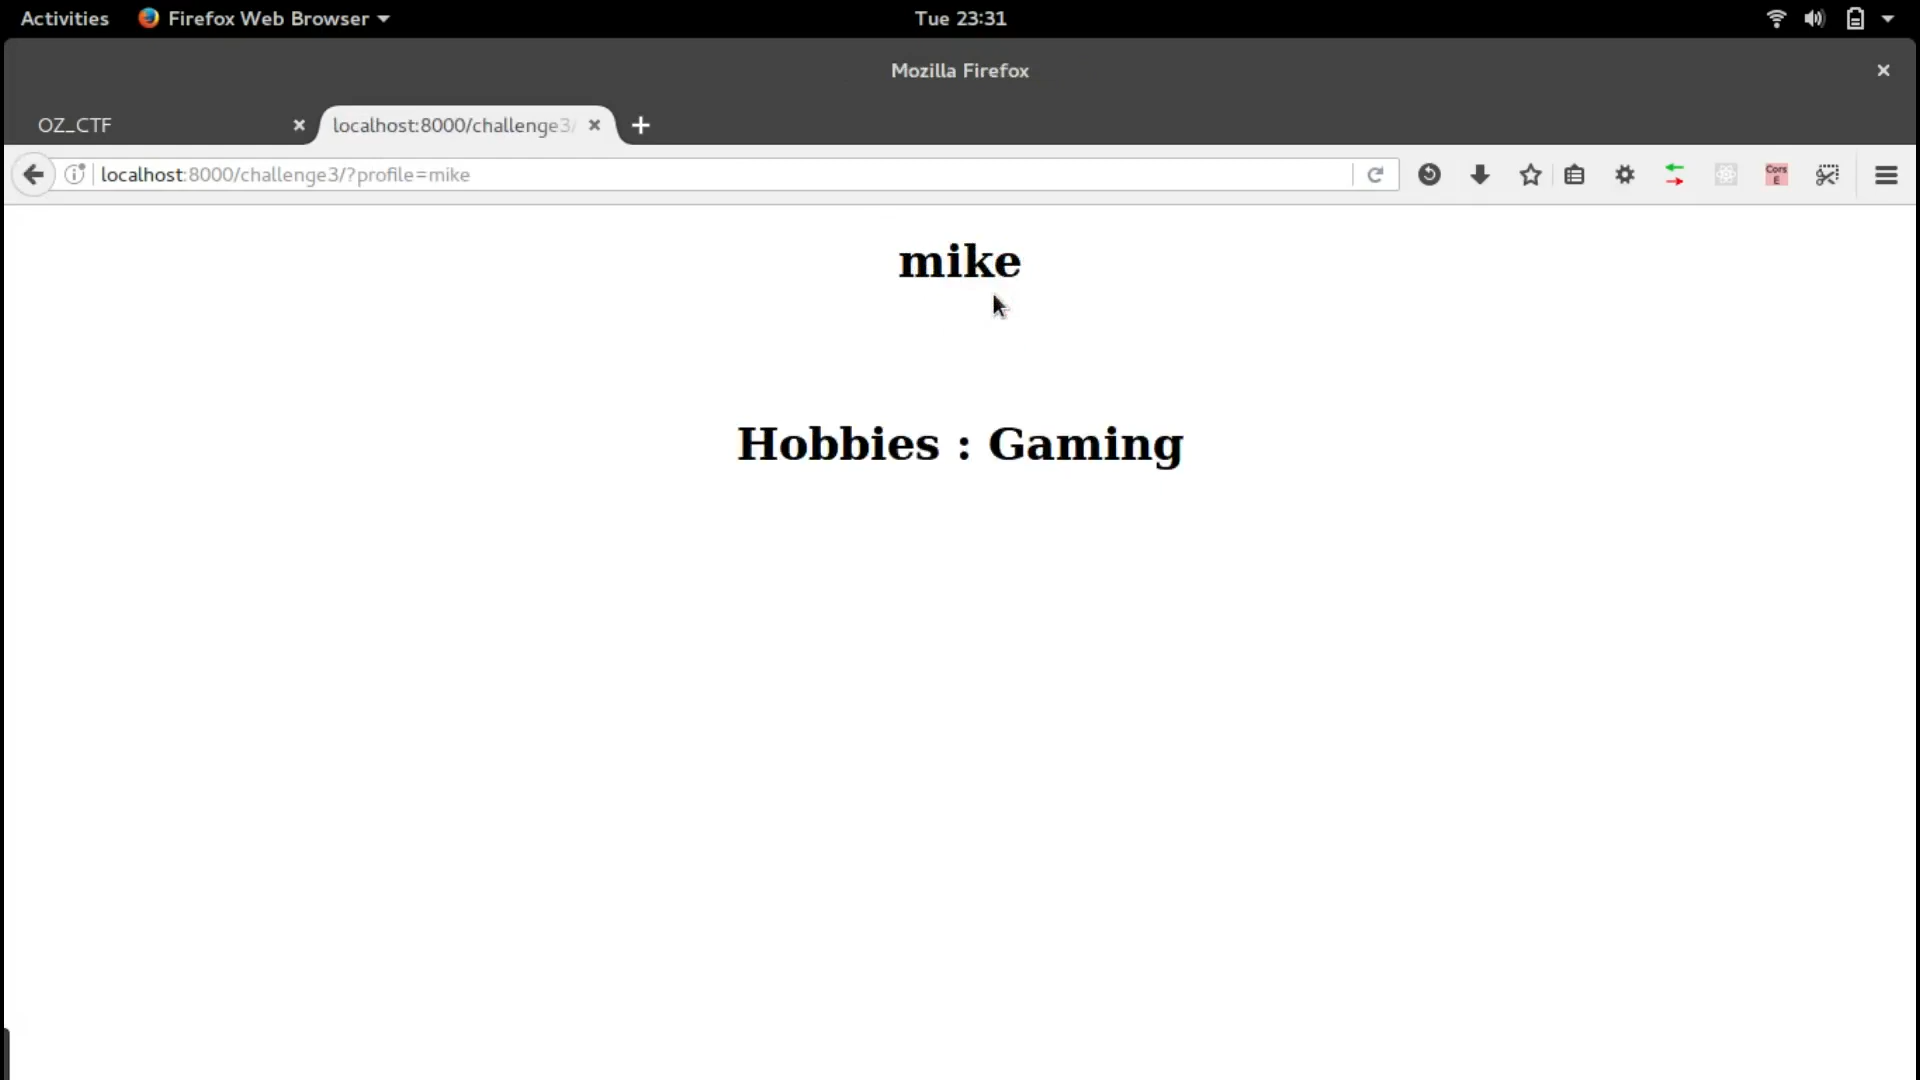 Activities Firefox Web Browser Tue 23:31
Mozilla Firefox
OZ_CTF localhost:8000/challenge3/
localhost:8000/challenge3/?profile=mike
Cors
E
mike
Hobbies : Gaming